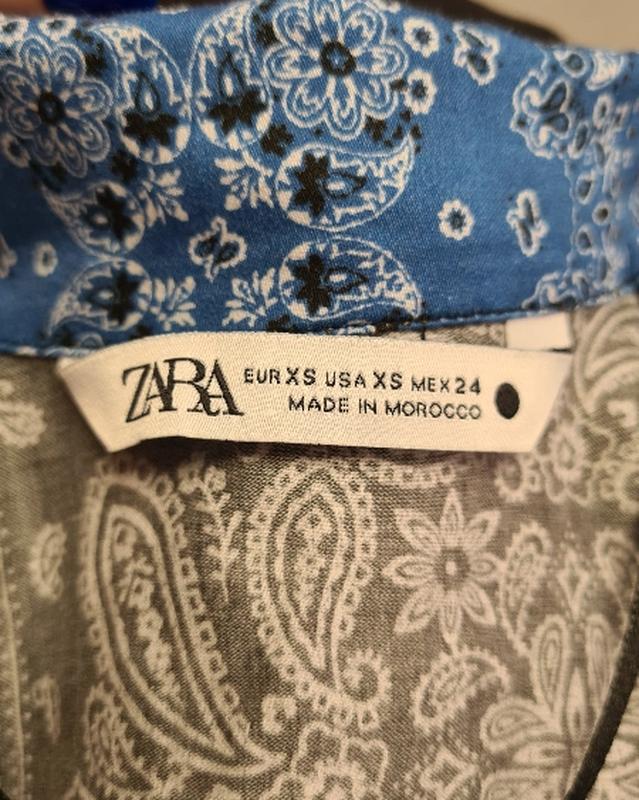 ZARA
EUR XS USA XS MEX 24
MADE IN MOROCCO